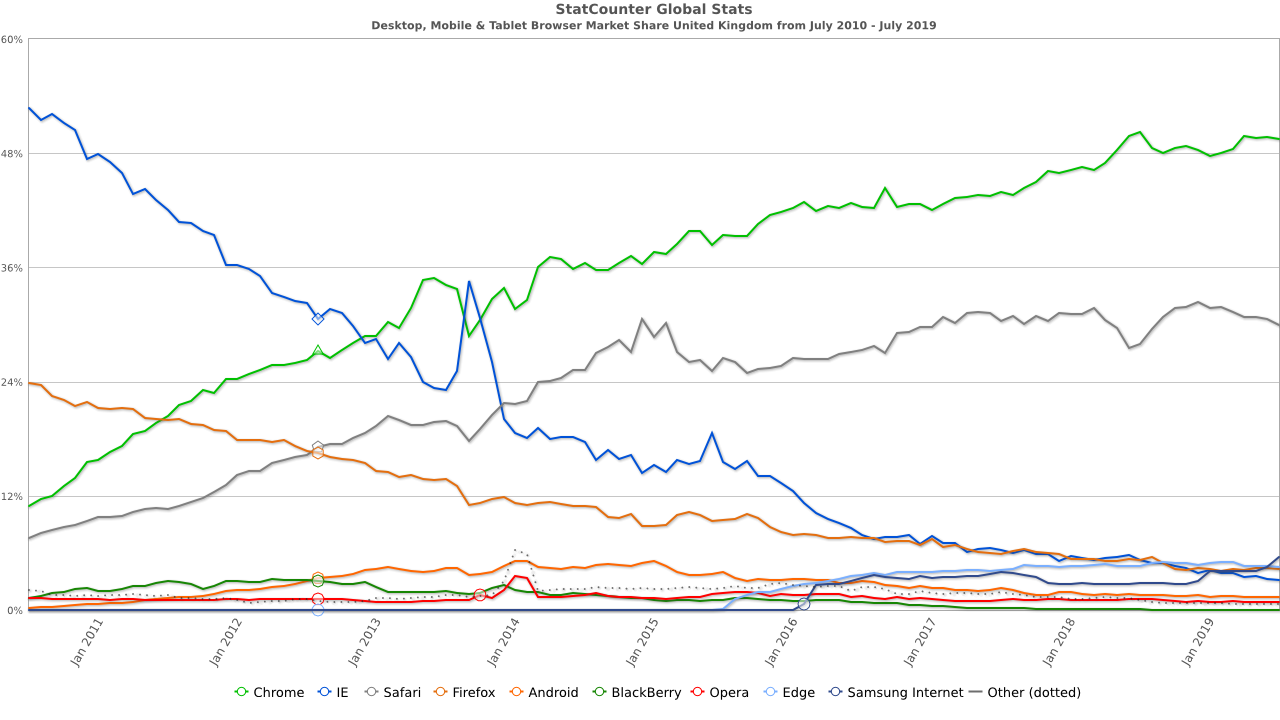 StatCounter Global Stats
Desktop, Mobile & Tablet Browser Market Share United Kingdom from July 2010 - July 2019
60%
48%
36%
24%
12%
0%
Jan 2011 Jan 2012 Jan 2013 Jan 2014 Jan 2015 Jan 2016 Jan 2017 Jan 2018 Jan 2019
Chrome IE Safari Firefox Android BlackBerry Opera Edge Samsung Internet Other (dotted)